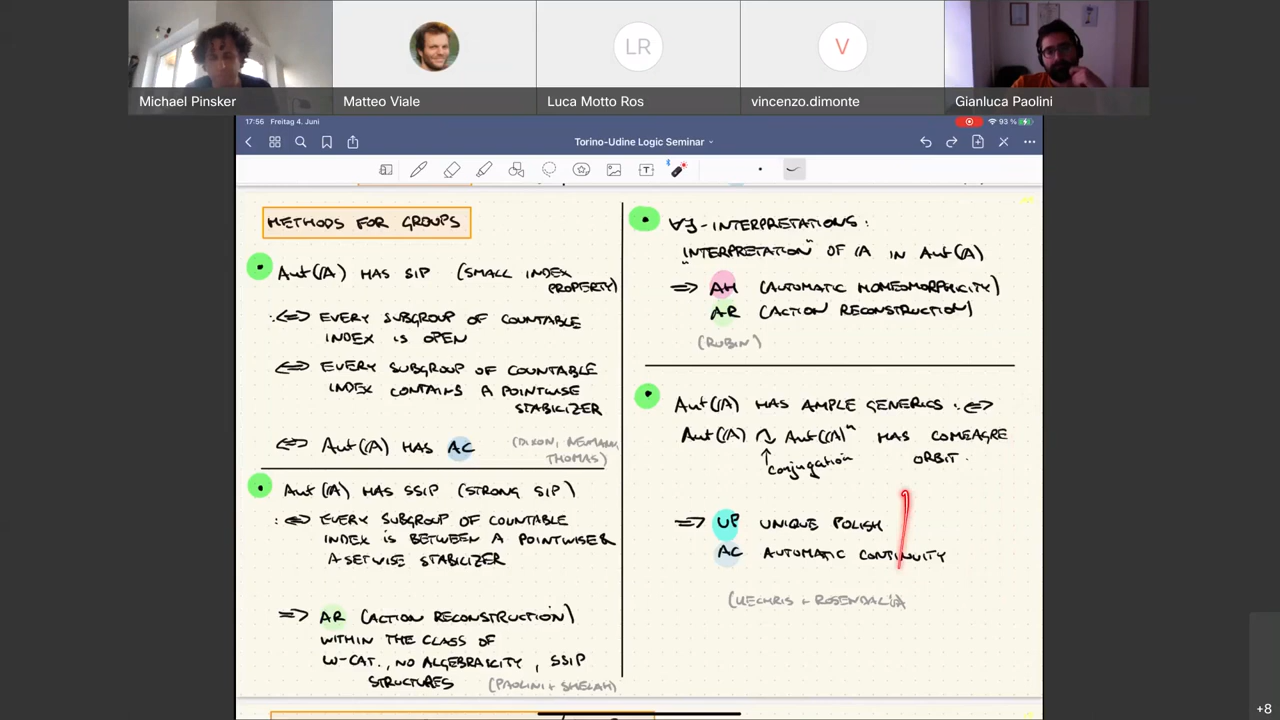 LR
V
Michael Pinsker
Matteo Viale
Luca Motto Ros
vincenzo.dimonte
Gianluca Paolini
17:56 Freitag 4. Juni
93 %
Torino-Udine Logic Seminar
METHODS FOR GROUPS
• Aut(A) HAS SIP (SMALL INDEX
PROPERTY)
:⇔ EVERY SUBGROUP OF COUNTABLE
INDEX IS OPEN
⇔ EVERY SUBGROUP OF COUNTABLE
INDEX CONTAINS A POINTWISE
STABILIZER
⇔ Aut(A) HAS AC (DIXON, NEUMANN,
THOMAS)
• Aut(A) HAS SSIP (STRONG SIP)
:⇔ EVERY SUBGROUP OF COUNTABLE
INDEX IS BETWEEN A POINTWISE &
A SETWISE STABILIZER
⇒ AR (ACTION RECONSTRUCTION)
WITHIN THE CLASS OF
W-CAT., NO ALGEBRAICITY, SSIP
STRUCTURES (PAOLINI + SHELAH)
• ∀∃-INTERPRETATIONS:
"INTERPRETATION" OF A IN Aut(A)
⇒ AH (AUTOMATIC HOMEOMORPHICITY)
AR (ACTION RECONSTRUCTION)
(RUBIN)
• Aut(A) HAS AMPLE GENERICS :⇔
Aut(A) ↷ Aut(A)ⁿ HAS COMEAGRE
↑ conjugation ORBIT.
⇒ UP UNIQUE POLISH
AC AUTOMATIC CONTINUITY
(KECHRIS + ROSENDAL)
+8